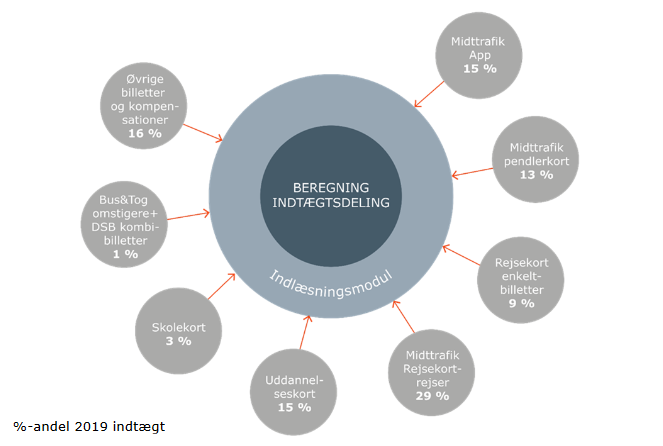 Midttrafik
App
15 %
Midttrafik
pendlerkort
13 %
Rejsekort
enkelt-
billetter
9 %
Midttrafik
Rejsekort-
rejser
29 %
Uddannel-
seskort
15 %
Skolekort
3 %
Bus&Tog
omstigere+
DSB kombi-
billetter
1 %
Øvrige
billetter
og kompen-
sationer
16 %
BEREGNING
INDTÆGTSDELING
Indlæsningsmodul
%-andel 2019 indtægt